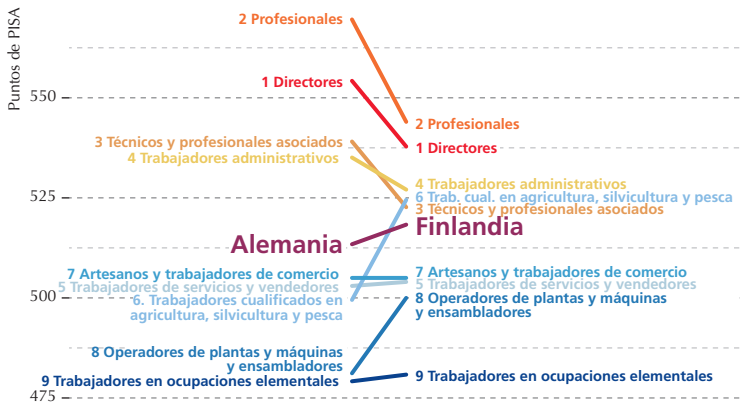 Puntos de PISA
550
525
500
475
2 Profesionales
1 Directores
3 Técnicos y profesionales asociados
4 Trabajadores administrativos
Alemania
7 Artesanos y trabajadores de comercio
5 Trabajadores de servicios y vendedores
6. Trabajadores cualificados en
agricultura, silvicultura y pesca
8 Operadores de plantas y máquinas
y ensambladores
9 Trabajadores en ocupaciones elementales
2 Profesionales
1 Directores
4 Trabajadores administrativos
6 Trab. cual. en agricultura, silvicultura y pesca
3 Técnicos y profesionales asociados
Finlandia
7 Artesanos y trabajadores de comercio
5 Trabajadores de servicios y vendedores
8 Operadores de plantas y máquinas
y ensambladores
9 Trabajadores en ocupaciones elementales